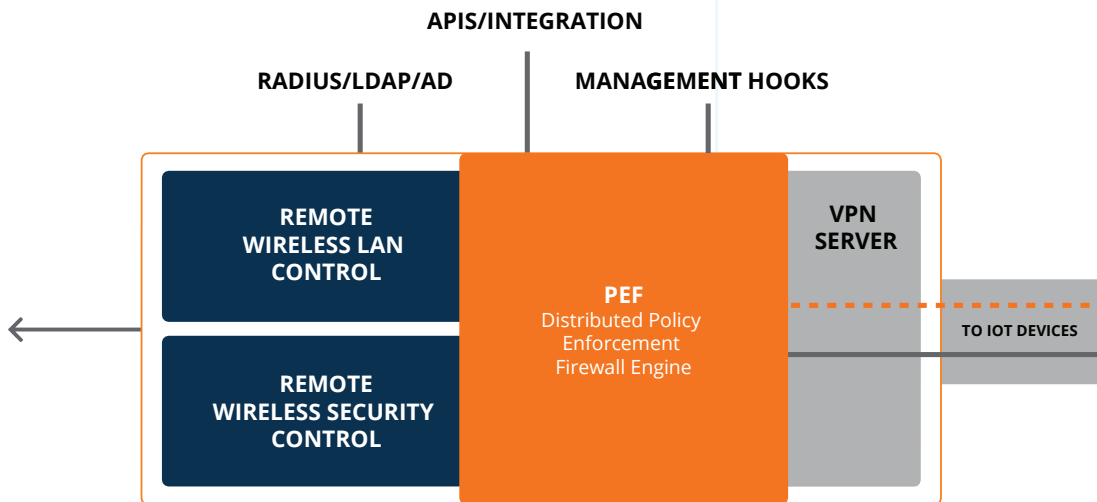 APIS/INTEGRATION
RADIUS/LDAP/AD
MANAGEMENT HOOKS
REMOTE
WIRELESS LAN
CONTROL
REMOTE
WIRELESS SECURITY
CONTROL
PEF
Distributed Policy
Enforcement
Firewall Engine
VPN
SERVER
TO IOT DEVICES